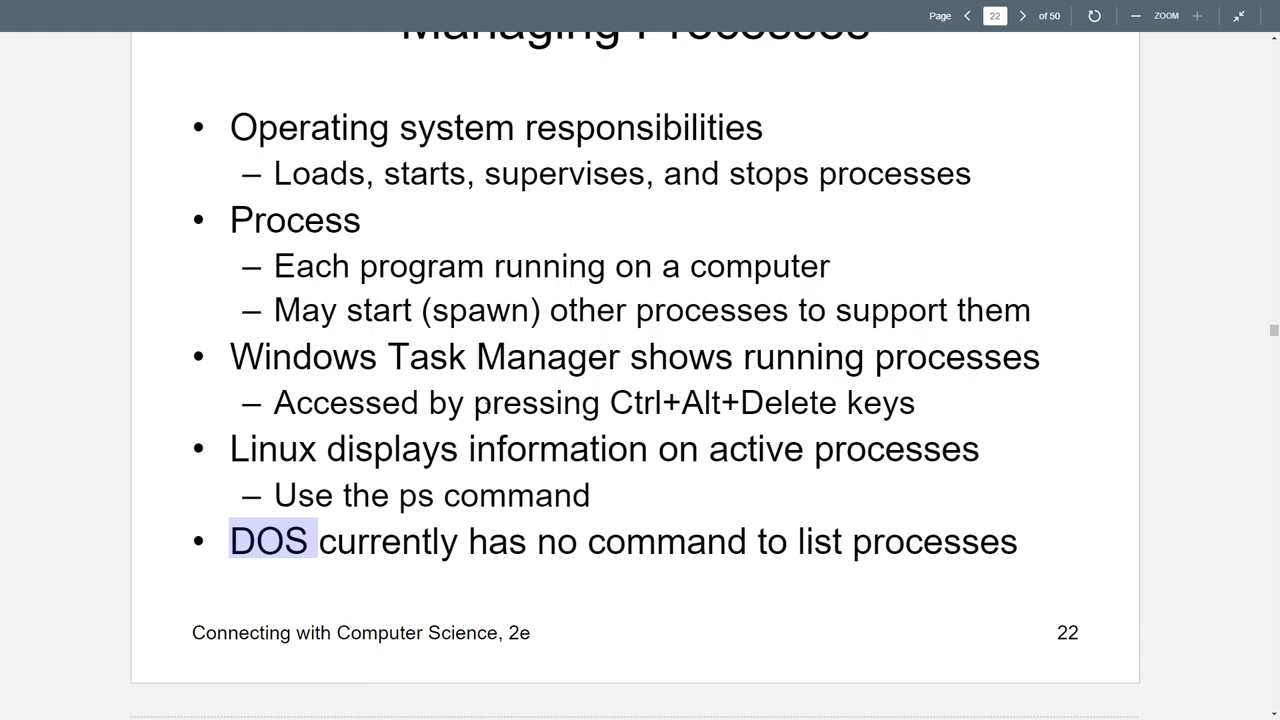 Page 22 of 50 ZOOM
Managing Processes
• Operating system responsibilities
– Loads, starts, supervises, and stops processes
• Process
– Each program running on a computer
– May start (spawn) other processes to support them
• Windows Task Manager shows running processes
– Accessed by pressing Ctrl+Alt+Delete keys
• Linux displays information on active processes
– Use the ps command
• DOS currently has no command to list processes
Connecting with Computer Science, 2e 22